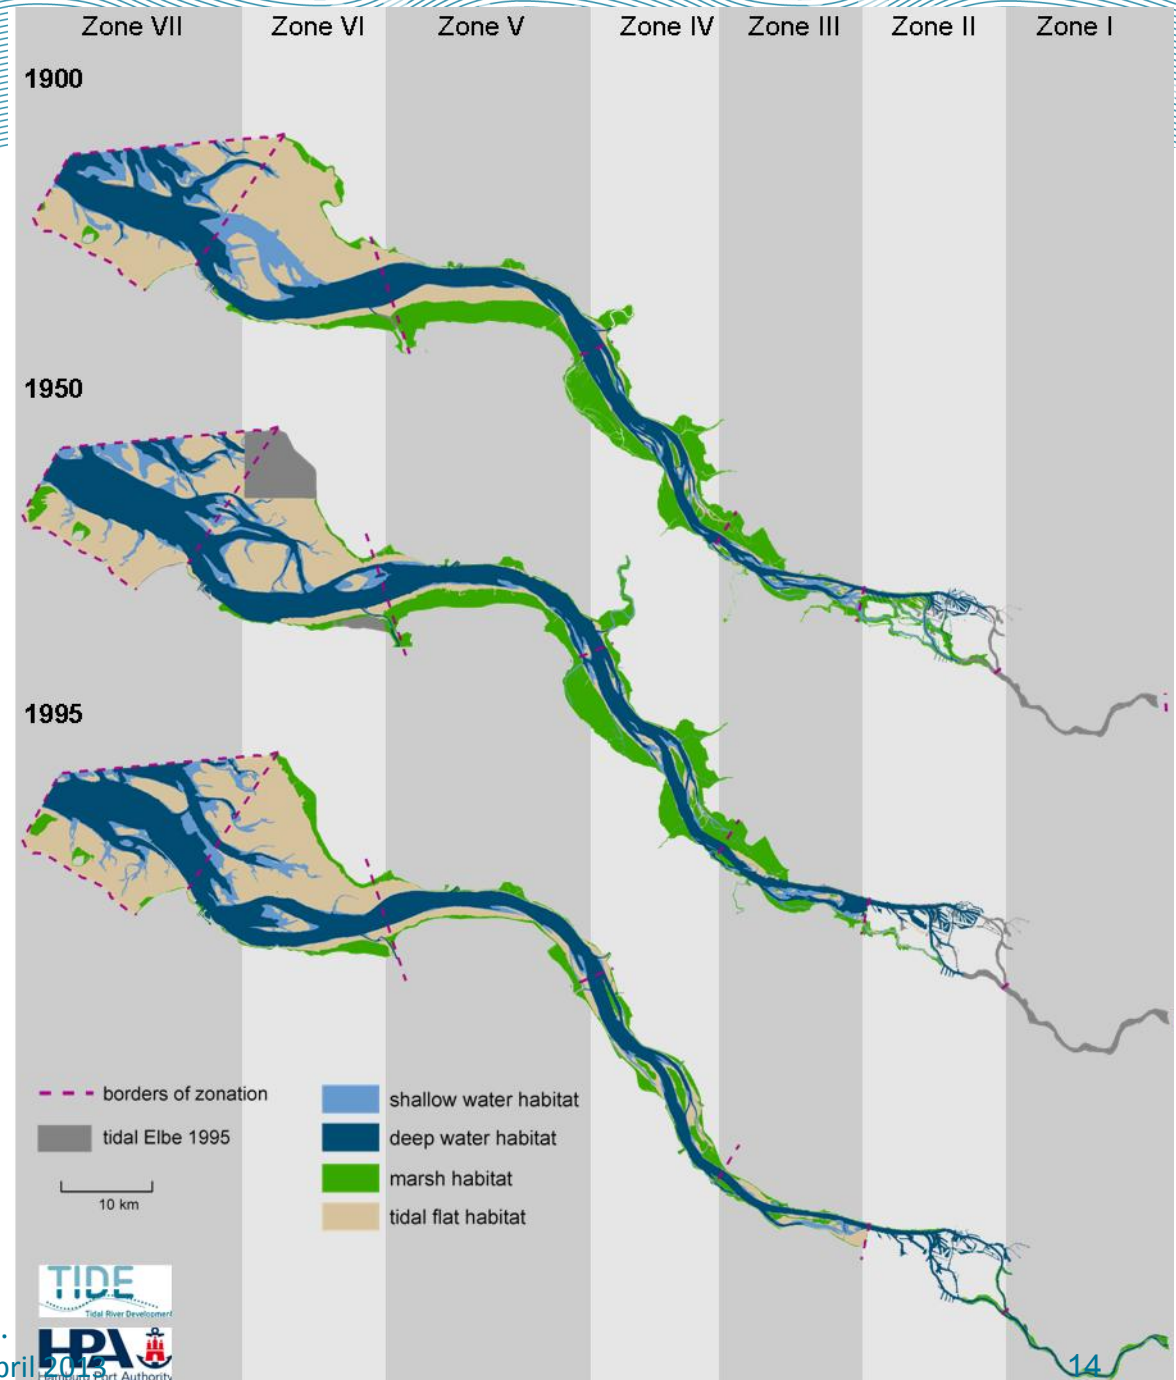 Zone VII Zone VI Zone V Zone IV Zone III Zone II Zone I
1900
1950
1995
borders of zonation
tidal Elbe 1995
10 km
shallow water habitat
deep water habitat
marsh habitat
tidal flat habitat
TIDE
Tidal River Development
HPA
Port Authority
2013
14